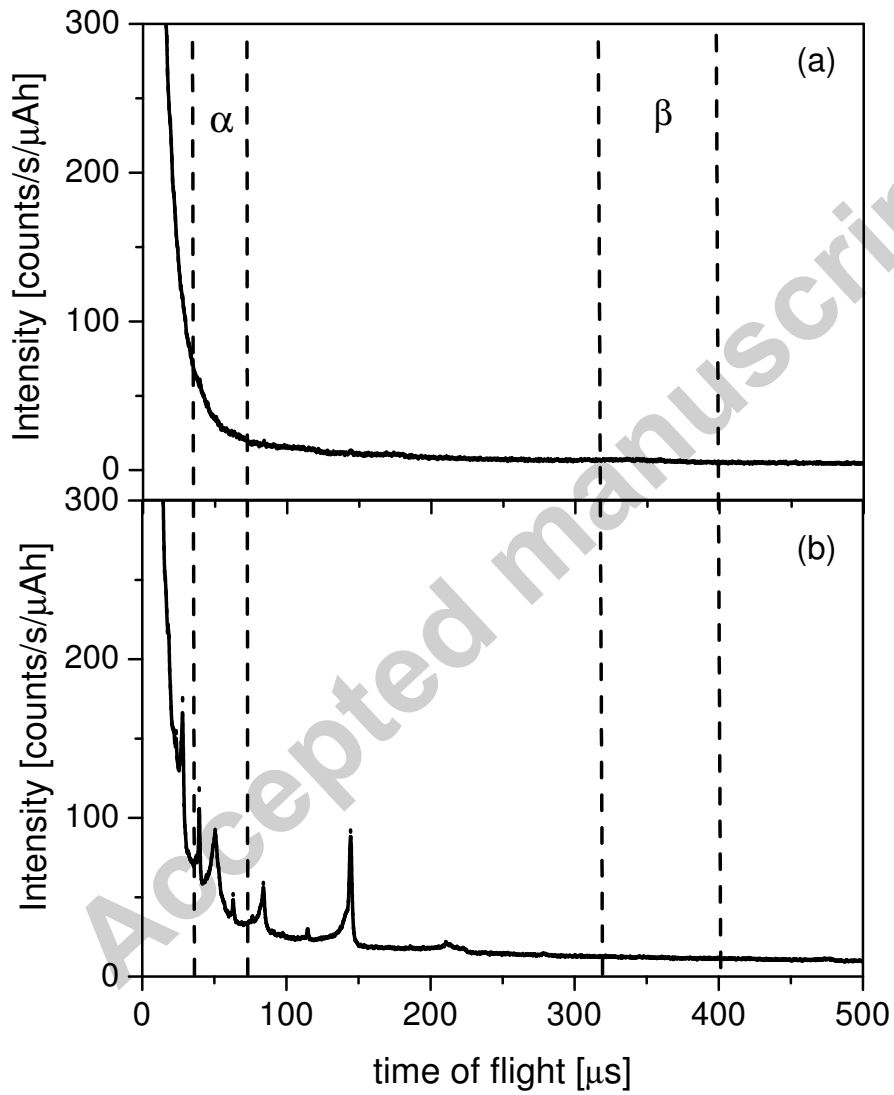 300
200
100
0
Intensity [counts/s/μAh]
(a)
α
β
300
200
100
0
Intensity [counts/s/μAh]
(b)
0 100 200 300 400 500
time of flight [μs]
Accepted manuscrip